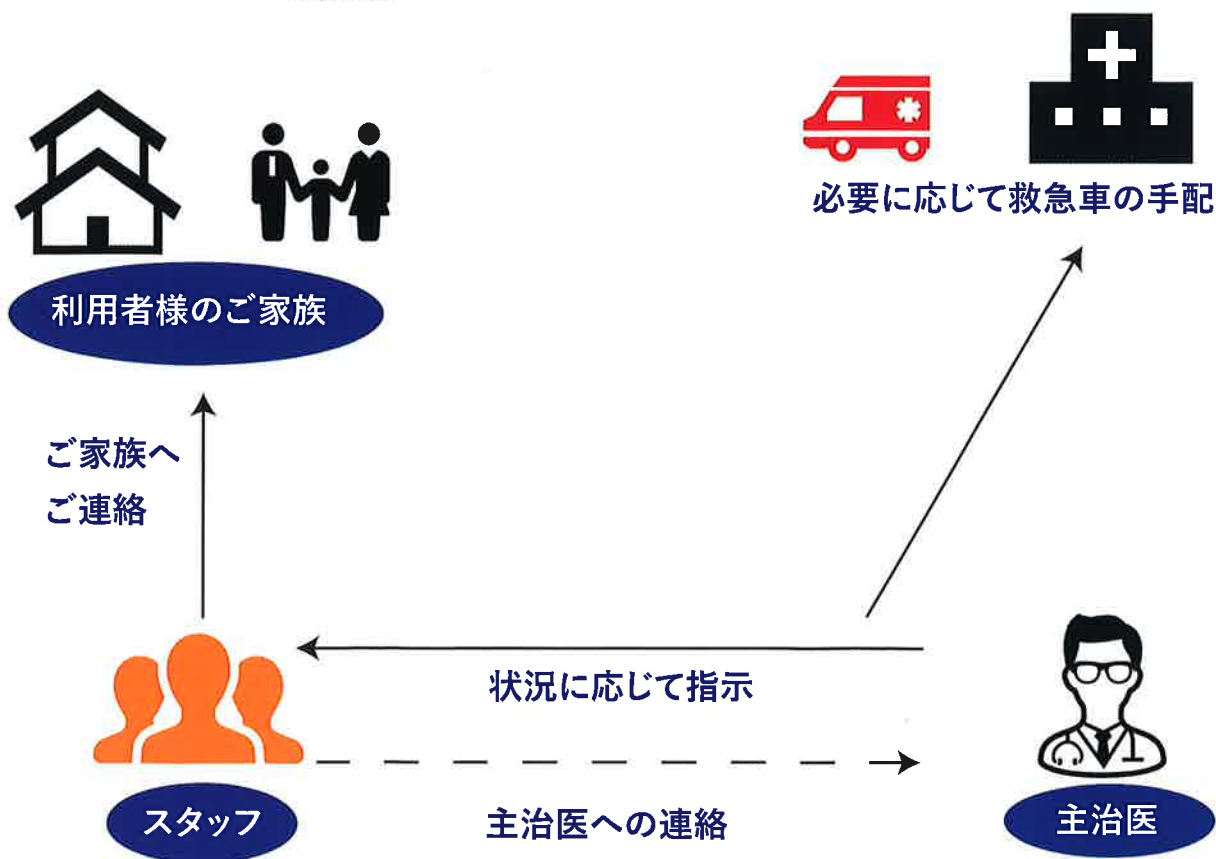 必要に応じて救急車の手配
利用者様のご家族
ご家族へ
ご連絡
状況に応じて指示
スタッフ
主治医への連絡
主治医